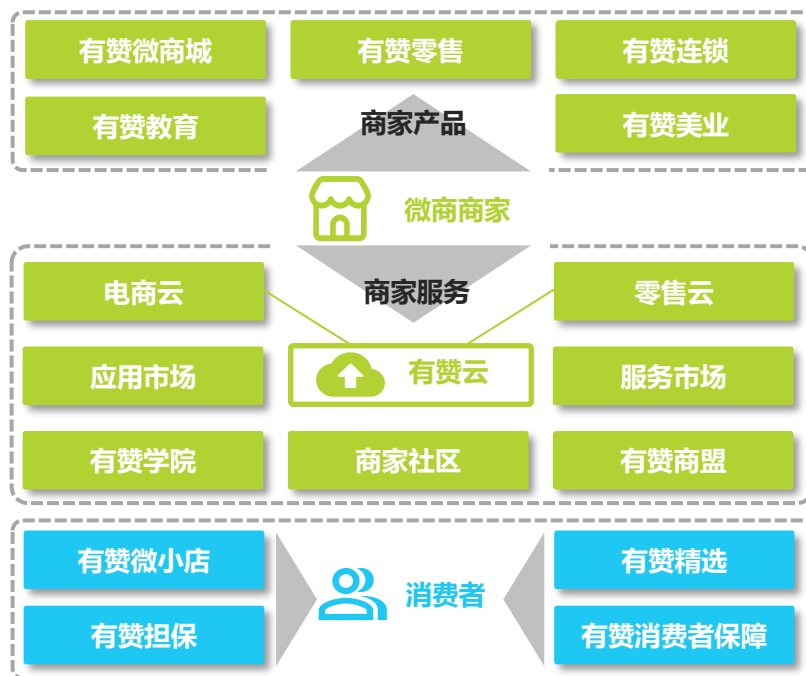 有赞微商城
有赞零售
有赞连锁
有赞教育
商家产品
有赞美业
微商商家
电商云
商家服务
零售云
应用市场
有赞云
服务市场
有赞学院
商家社区
有赞商盟
有赞微小店
消费者
有赞精选
有赞担保
有赞消费者保障